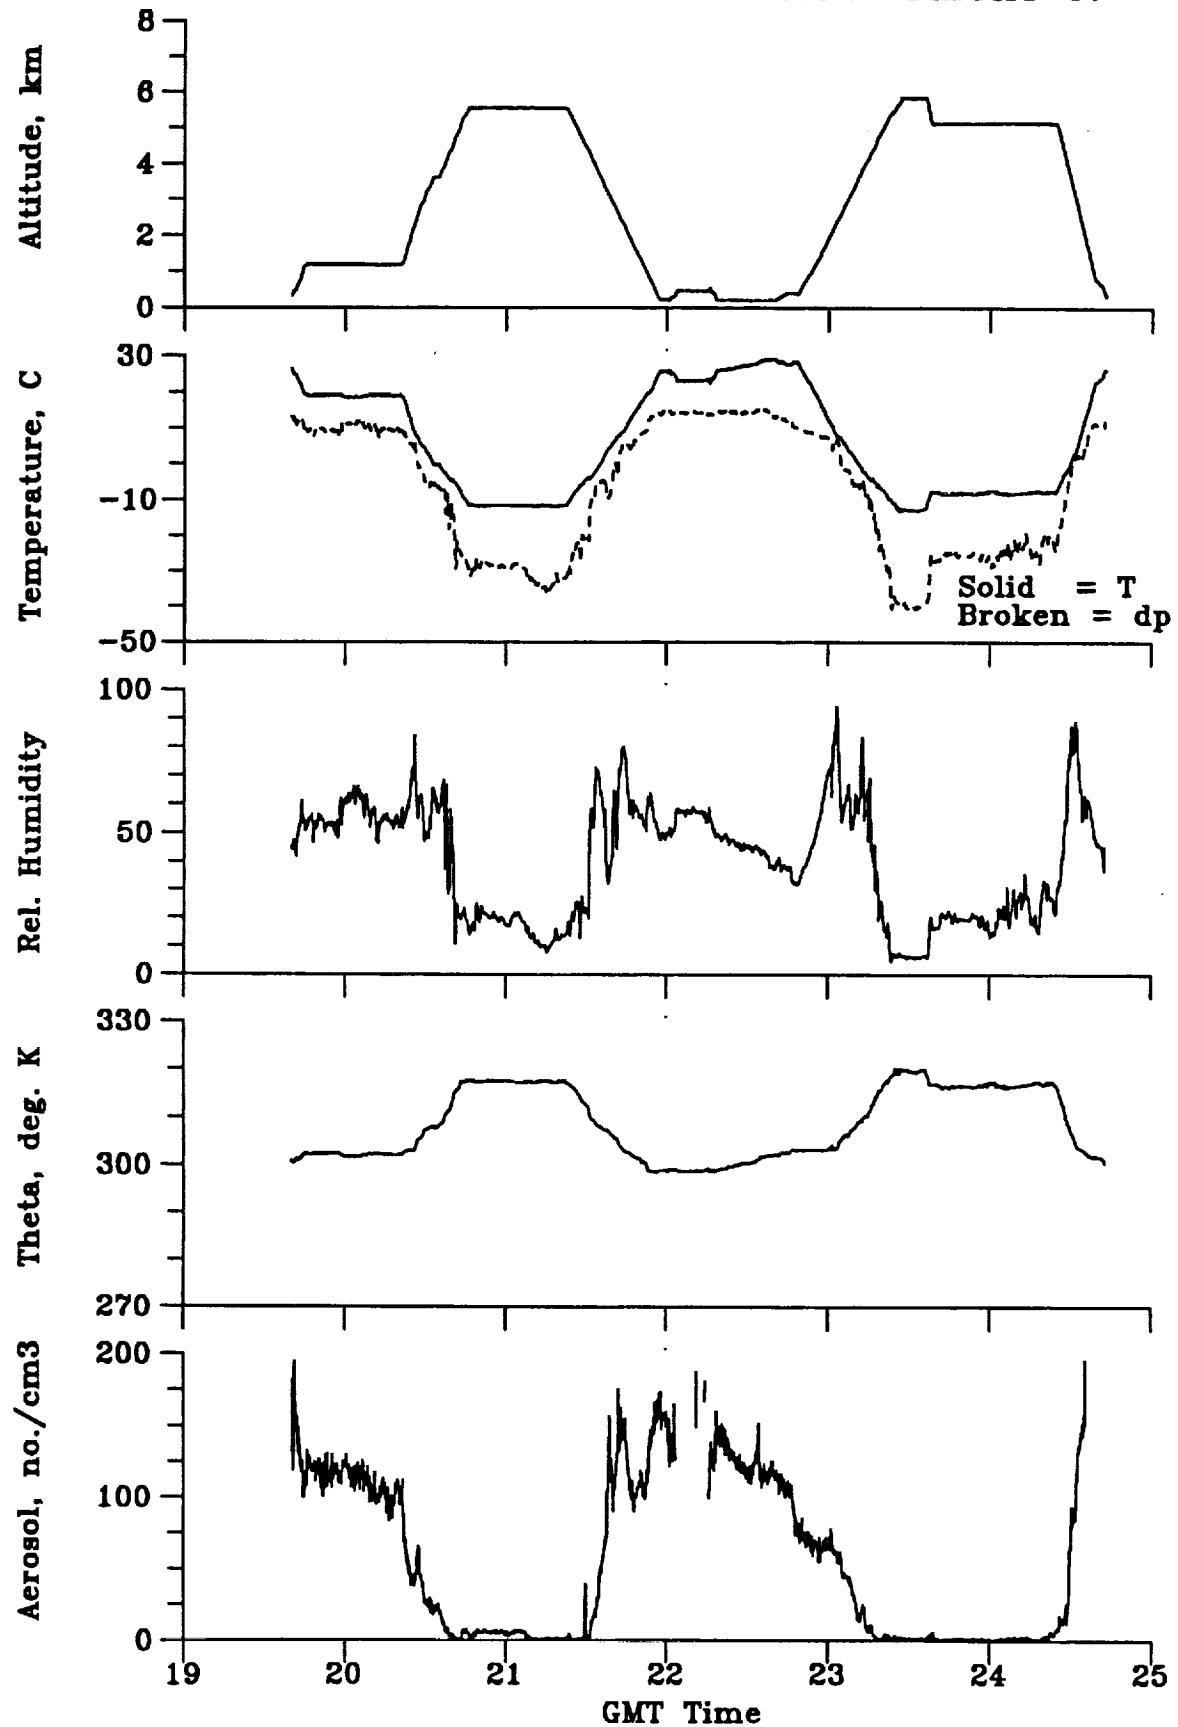 8
6
4
2
0
Altitude, km
30
-10
-50
Temperature, C
Solid = T
Broken = dp
100
50
0
Rel. Humidity
330
300
270
Theta, deg. K
200
100
0
Aerosol, no./cm3
19 20 21 22 23 24 25
GMT Time